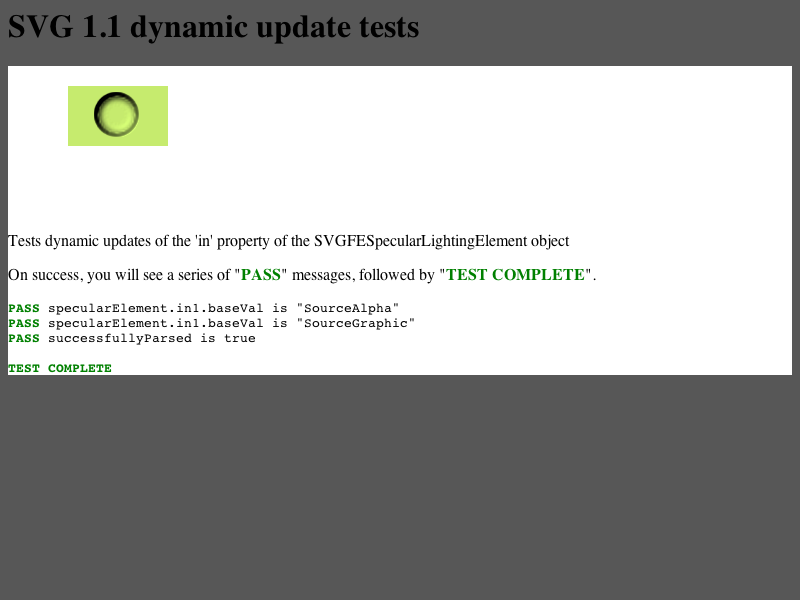 SVG 1.1 dynamic update tests
Tests dynamic updates of the 'in' property of the SVGFESpecularLightingElement object
On success, you will see a series of "PASS" messages, followed by "TEST COMPLETE".
PASS specularElement.in1.baseVal is "SourceAlpha"
PASS specularElement.in1.baseVal is "SourceGraphic"
PASS successfullyParsed is true
TEST COMPLETE